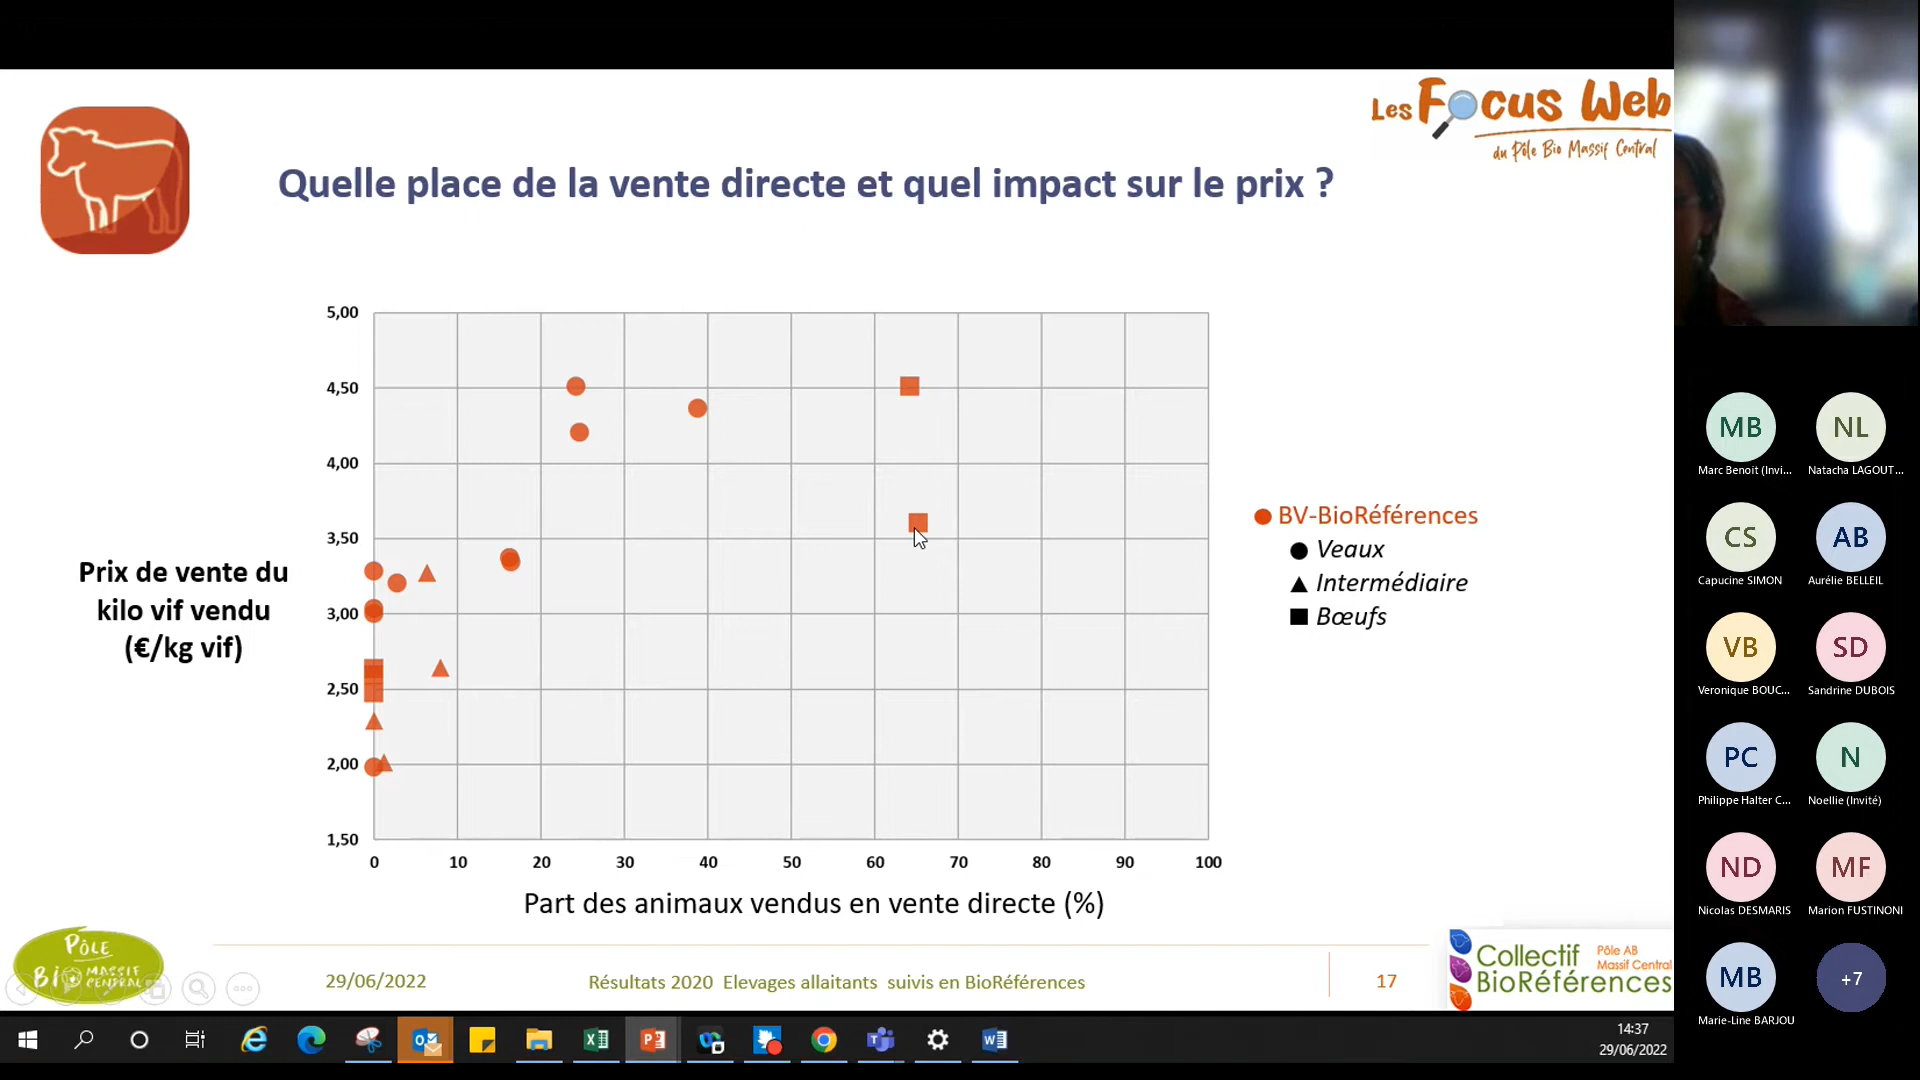 Les Focus Web
du Pôle Bio Massif Central
Quelle place de la vente directe et quel impact sur le prix ?
5,00
4,50
4,00
3,50
3,00
2,50
2,00
1,50
Prix de vente du
kilo vif vendu
(€/kg vif)
0 10 20 30 40 50 60 70 80 90 100
Part des animaux vendus en vente directe (%)
BV-BioRéférences
Veaux
Intermédiaire
Bœufs
PÔLE
BIO MASSIF
CENTRAL
29/06/2022
Résultats 2020 Elevages allaitants suivis en BioRéférences
17
Collectif
BioRéférences
Pôle AB
Massif Central
MB
Marc Benoit (Invi...
NL
Natacha LAGOUT...
CS
Capucine SIMON
AB
Aurélie BELLEIL
VB
Veronique BOUC...
SD
Sandrine DUBOIS
PC
Philippe Halter C...
N
Noellie (Invité)
ND
Nicolas DESMARIS
MF
Marion FUSTINONI
MB
Marie-Line BARJOU
+7
14:37
29/06/2022